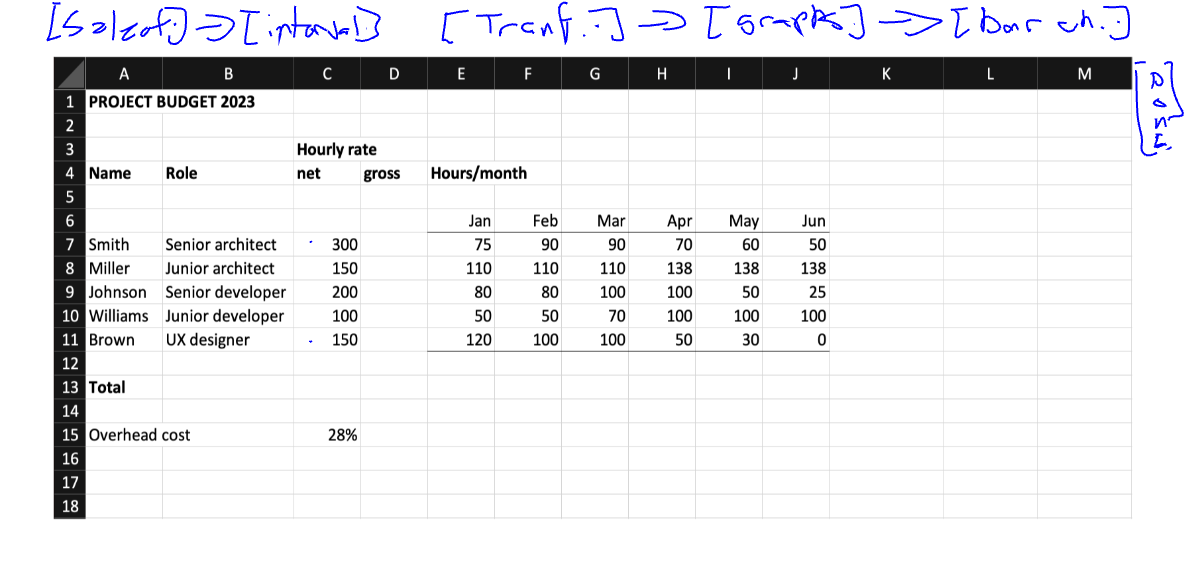 [interval] [Tranf.:] => [Graphs] => [bar ch.:]
[DONE]
A B C D E F G H I J K L M
1 PROJECT BUDGET 2023
2
3 Hourly rate
4 Name Role net gross Hours/month
5
6 Jan Feb Mar Apr May Jun
7 Smith Senior architect 300 75 90 90 70 60 50
8 Miller Junior architect 150 110 110 110 138 138 138
9 Johnson Senior developer 200 80 80 100 100 50 25
10 Williams Junior developer 100 50 50 70 100 100 100
11 Brown UX designer 150 120 100 100 50 30 0
12
13 Total
14
15 Overhead cost 28%
16
17
18